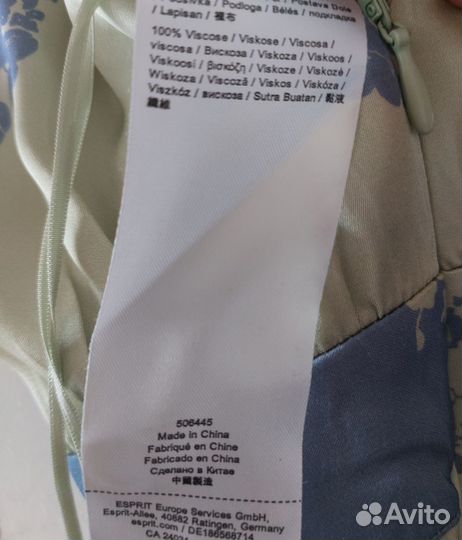 Podšívka / Podloga / Bélés / подкладка
/ Lapisan / 裡布
100% Viscose / Viskose / Viscosa /
viscosa / Вискоза / Viskoza / Viskoos /
Viskoosi / βισκόζη / Viskoze / Viskozė /
Wiskoza / Viscoză / Viskos / Viskóza /
Viszkóz / вискоза / Sutra Buatan / 黏液
纖維
506445
Made in China
Fabriqué en Chine
Fabricado en China
Сделано в Китае
中國製造
ESPRIT Europe Services GmbH,
Esprit-Allee, 40882 Ratingen, Germany
esprit.com / DE186568714
Avito